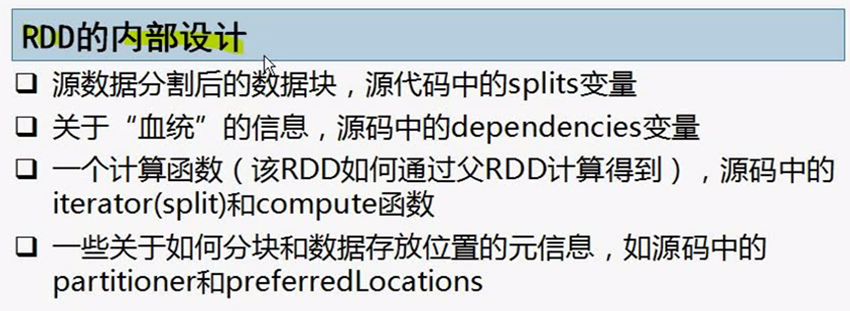 RDD的内部设计
❑ 源数据分割后的数据块，源代码中的splits变量
❑ 关于“血统”的信息，源码中的dependencies变量
❑ 一个计算函数（该RDD如何通过父RDD计算得到），源码中的
iterator(split)和compute函数
❑ 一些关于如何分块和数据存放位置的元信息，如源码中的
partitioner和preferredLocations